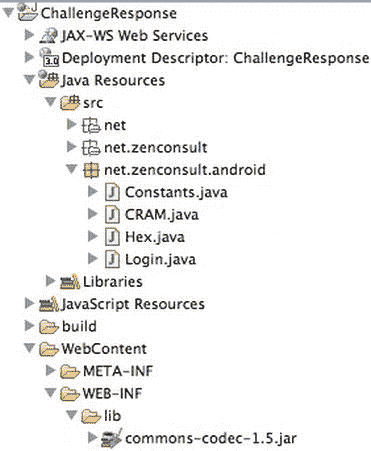 ChallengeResponse
JAX-WS Web Services
3.0 Deployment Descriptor: ChallengeResponse
Java Resources
src
net
net.zenconsult
net.zenconsult.android
J Constants.java
J CRAM.java
J Hex.java
J Login.java
Libraries
JavaScript Resources
build
WebContent
META-INF
WEB-INF
lib
commons-codec-1.5.jar